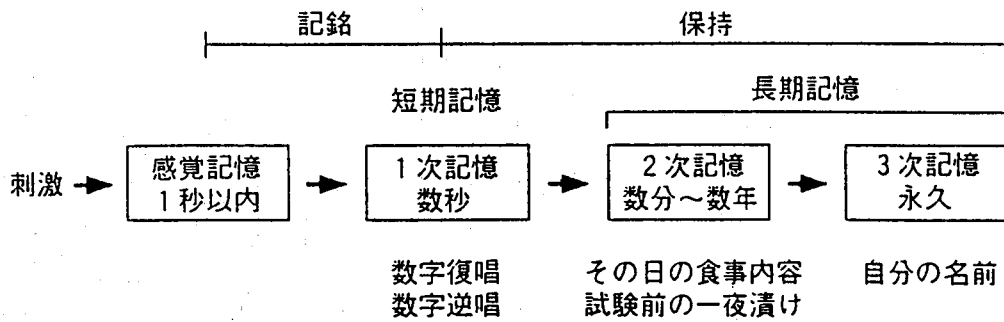 記銘
保持
短期記憶
長期記憶
刺激
感覚記憶
1秒以内
1次記憶
数秒
2次記憶
数分～数年
3次記憶
永久
数字復唱
数字逆唱
その日の食事内容
試験前の一夜漬け
自分の名前